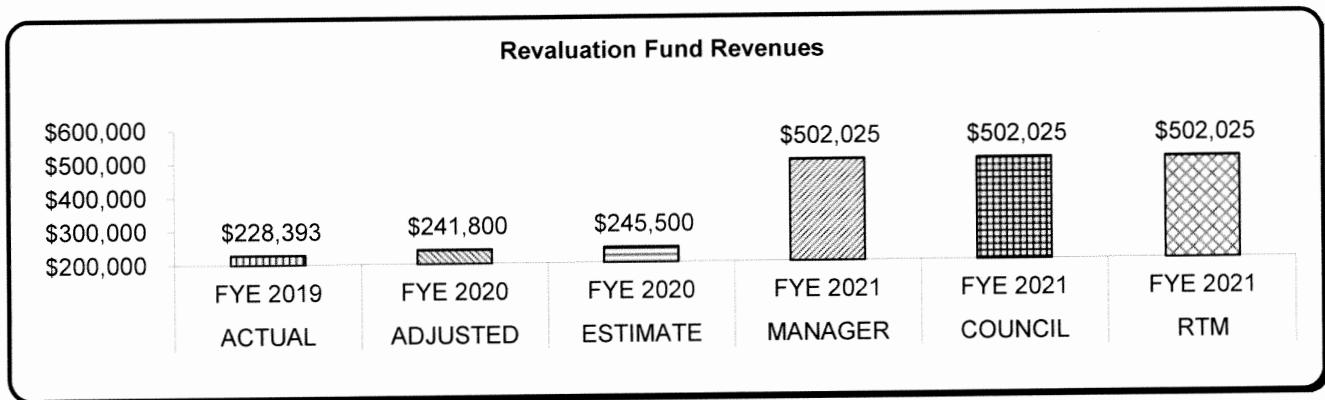 Revaluation Fund Revenues
$600,000
$500,000
$400,000
$300,000
$200,000
$228,393
$241,800
$245,500
$502,025
$502,025
$502,025
FYE 2019
FYE 2020
FYE 2020
FYE 2021
FYE 2021
FYE 2021
ACTUAL
ADJUSTED
ESTIMATE
MANAGER
COUNCIL
RTM